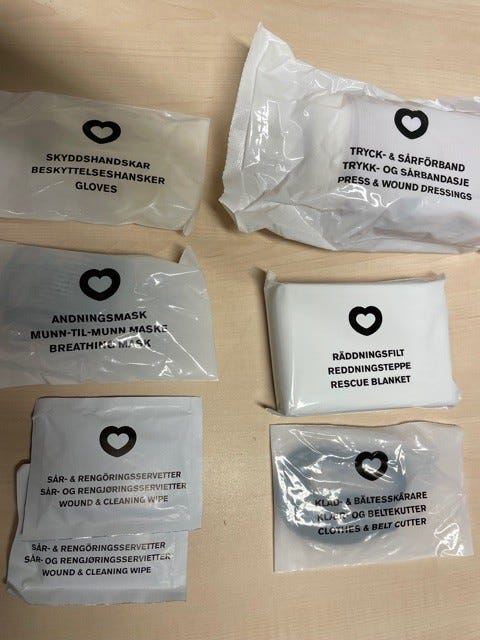 SKYDDSHANDSKAR
BESKYTTELSESHANSKER
GLOVES
TRYCK- & SÅRFÖRBAND
TRYKK- OG SÅRBANDASJE
PRESS & WOUND DRESSINGS
ANDNINGSMASK
MUNN-TIL-MUNN MASKE
BREATHING MASK
RÄDDNINGSFILT
REDDNINGSTEPPE
RESCUE BLANKET
SÅR- & RENGÖRINGSSERVETTER
SÅR- OG RENGJØRINGSSERVIETTER
WOUND & CLEANING WIPE
SÅR- & RENGÖRINGSSERVETTER
SÅR- OG RENGJØRINGSSERVIETTER
WOUND & CLEANING WIPE
KLÄD- & BÄLTESSKÄRARE
KLÆR- OG BELTEKUTTER
CLOTHES & BELT CUTTER